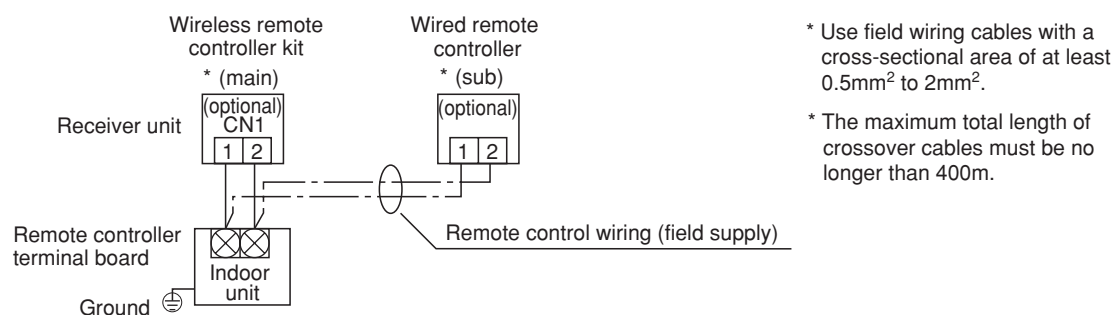 Wireless remote
controller kit
* (main)
(optional)
CN1
1 2
Receiver unit
Wired remote
controller
* (sub)
(optional)
1 2
* Use field wiring cables with a
cross-sectional area of at least
0.5mm² to 2mm².
* The maximum total length of
crossover cables must be no
longer than 400m.
Remote controller
terminal board
Indoor
unit
Ground
Remote control wiring (field supply)